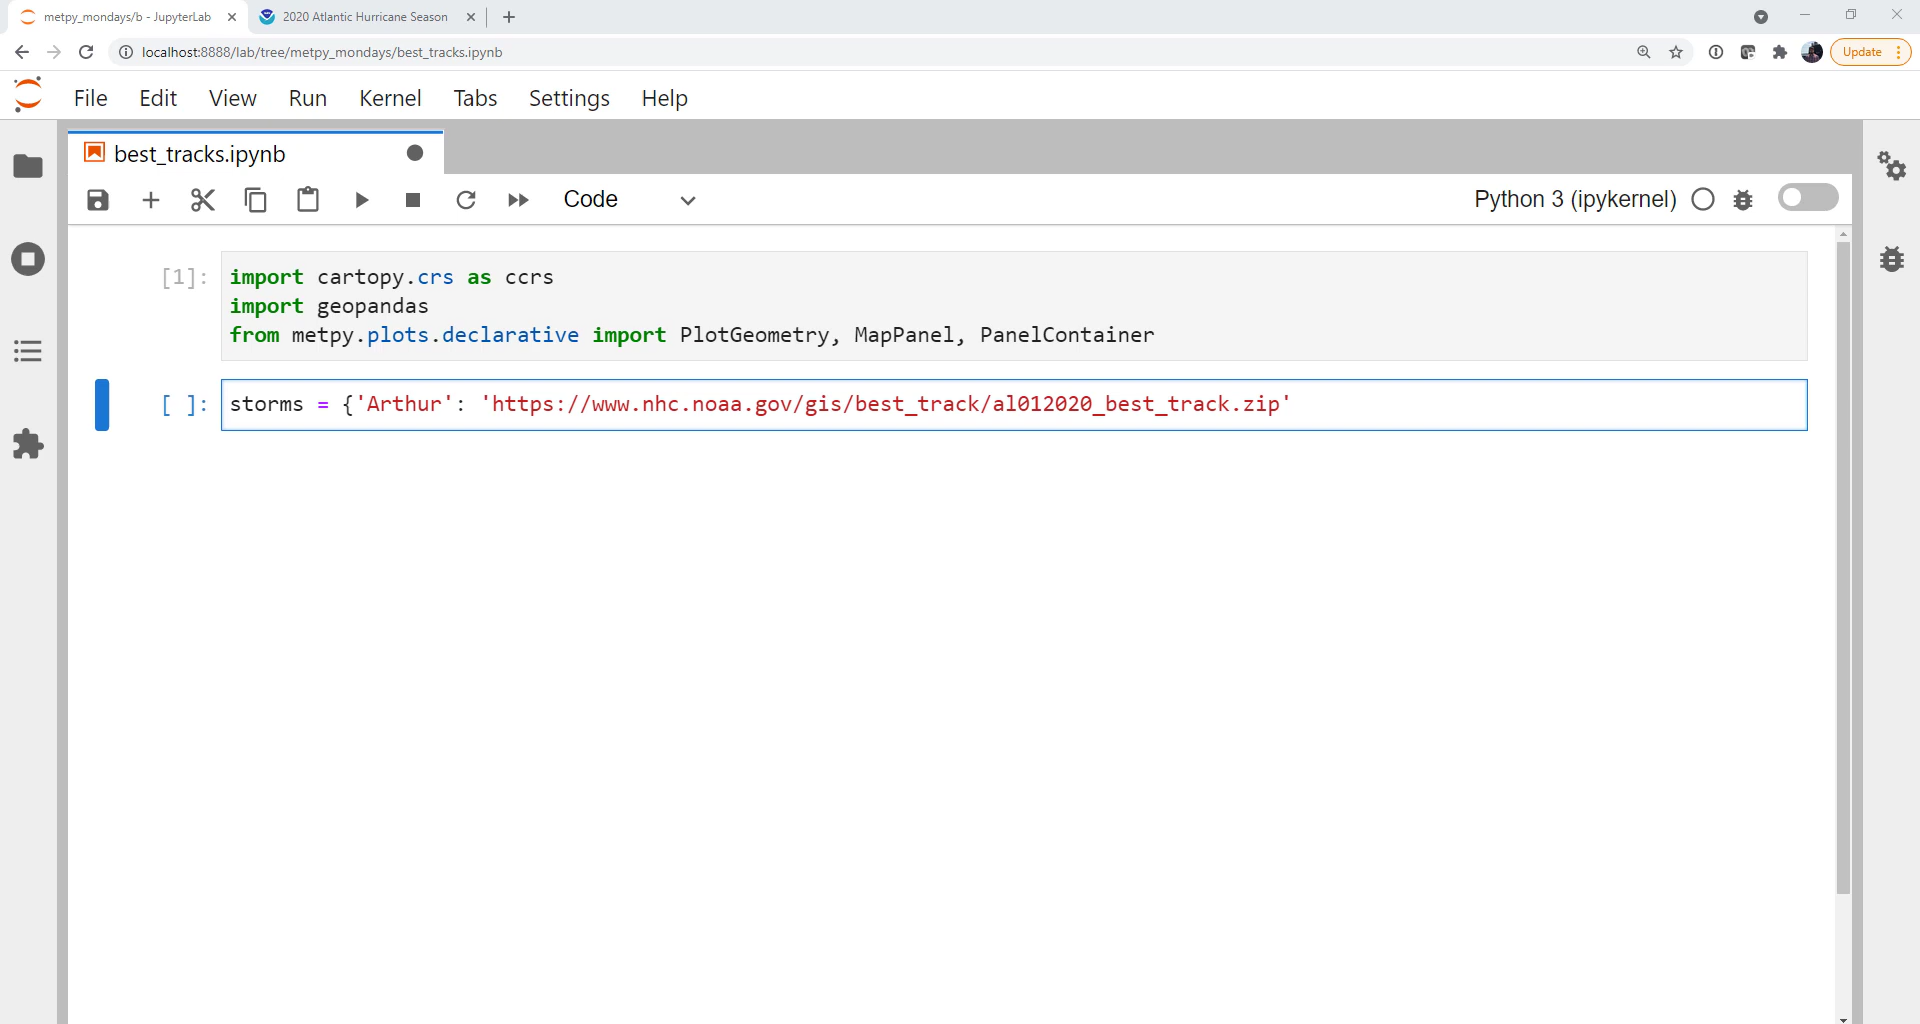 metpy_mondays/b - JupyterLab
2020 Atlantic Hurricane Season
localhost:8888/lab/tree/metpy_mondays/best_tracks.ipynb
Update
File Edit View Run Kernel Tabs Settings Help
best_tracks.ipynb
Code
Python 3 (ipykernel)
[1]: import cartopy.crs as ccrs
import geopandas
from metpy.plots.declarative import PlotGeometry, MapPanel, PanelContainer
[ ]: storms = {'Arthur': 'https://www.nhc.noaa.gov/gis/best_track/al012020_best_track.zip'